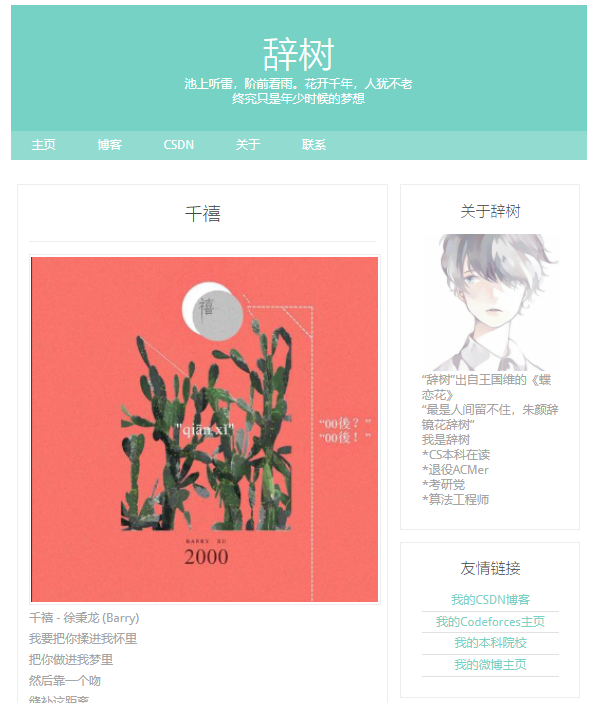 辞树
池上听雷，阶前看雨。花开千年，人犹不老
终究只是年少时候的梦想
主页 博客 CSDN 关于 联系
千禧
禧
"qiān xǐ"
“00後？”
“00後！”
BARRY XU
2000
千禧 - 徐秉龙 (Barry)
我要把你揉进我怀里
把你做进我梦里
然后靠一个吻
缝补这距离
关于辞树
“辞树”出自王国维的《蝶
恋花》
“最是人间留不住，朱颜辞
镜花辞树”
我是辞树
*CS本科在读
*退役ACMer
*考研党
*算法工程师
友情链接
我的CSDN博客
我的Codeforces主页
我的本科院校
我的微博主页